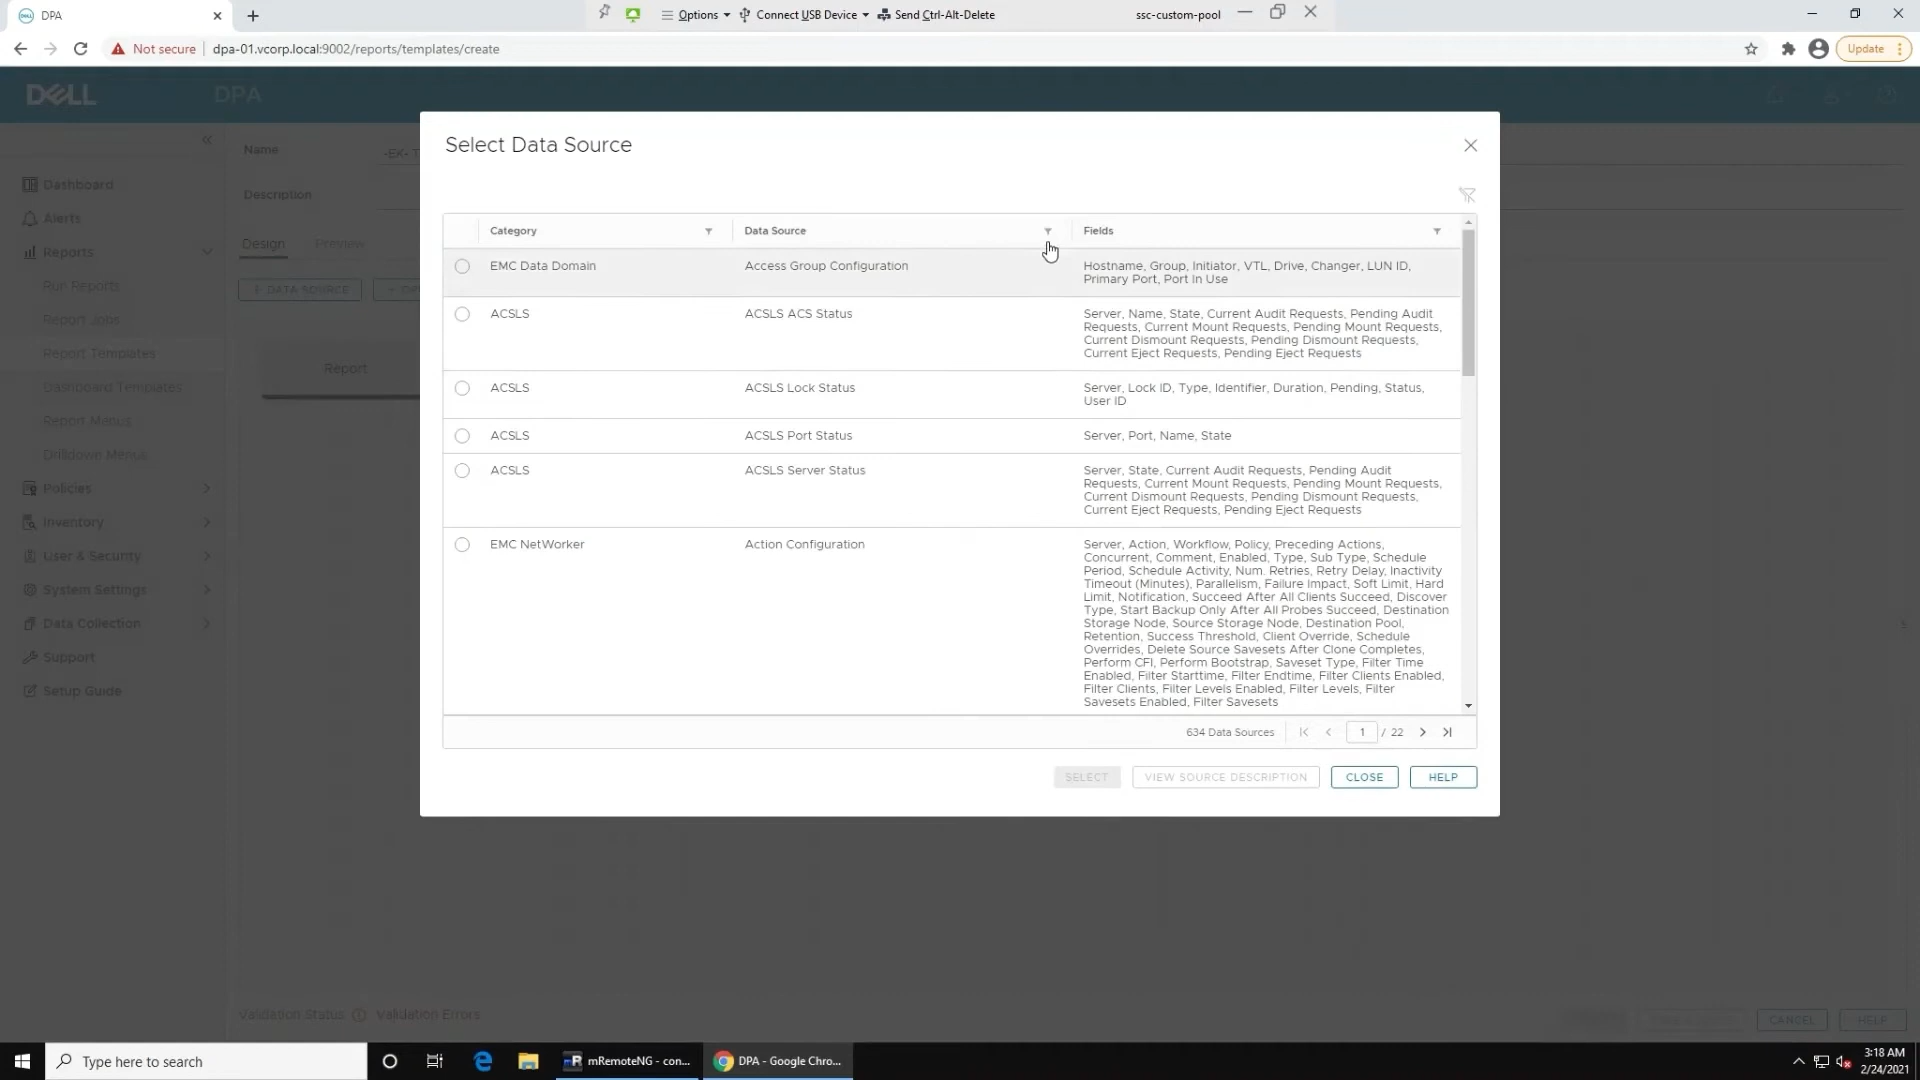 DPA
Options
Connect USB Device
Send Ctrl-Alt-Delete
ssc-custom-pool
Not secure
dpa-01.vcorp.local:9002/reports/templates/create
Update
DELL
DPA
Name
-EK- T
Description
Dashboard
Alerts
Reports
Run Reports
Report Jobs
Report Templates
Dashboard Templates
Report Menus
Drilldown Menus
Policies
Inventory
User & Security
System Settings
Data Collection
Support
Setup Guide
Design
Preview
+ DATA SOURCE
Report
Select Data Source
Category
Data Source
Fields
EMC Data Domain
Access Group Configuration
Hostname, Group, Initiator, VTL, Drive, Changer, LUN ID,
Primary Port, Port In Use
ACSLS
ACSLS ACS Status
Server, Name, State, Current Audit Requests, Pending Audit
Requests, Current Mount Requests, Pending Mount Requests,
Current Dismount Requests, Pending Dismount Requests,
Current Eject Requests, Pending Eject Requests
ACSLS
ACSLS Lock Status
Server, Lock ID, Type, Identifier, Duration, Pending, Status,
User ID
ACSLS
ACSLS Port Status
Server, Port, Name, State
ACSLS
ACSLS Server Status
Server, State, Current Audit Requests, Pending Audit
Requests, Current Mount Requests, Pending Mount Requests,
Current Dismount Requests, Pending Dismount Requests,
Current Eject Requests, Pending Eject Requests
EMC NetWorker
Action Configuration
Server, Action, Workflow, Policy, Preceding Actions,
Concurrent, Comment, Enabled, Type, Sub Type, Schedule
Period, Schedule Activity, Num. Retries, Retry Delay, Inactivity
Timeout (Minutes), Parallelism, Failure Impact, Soft Limit, Hard
Limit, Notification, Succeed After All Clients Succeed, Discover
Type, Start Backup Only After All Probes Succeed, Destination
Storage Node, Source Storage Node, Destination Pool,
Retention, Success Threshold, Client Override, Schedule
Overrides, Delete Source Savesets After Clone Completes,
Perform CFI, Perform Bootstrap, Saveset Type, Filter Time
Enabled, Filter Starttime, Filter Endtime, Filter Clients Enabled,
Filter Clients, Filter Levels Enabled, Filter Levels, Filter
Savesets Enabled, Filter Savesets
634 Data Sources
1 / 22
SELECT
VIEW SOURCE DESCRIPTION
CLOSE
HELP
Validation Status
Validation Errors
CANCEL
HELP
Type here to search
mRemoteNG - con...
DPA - Google Chro...
3:18 AM
2/24/2021